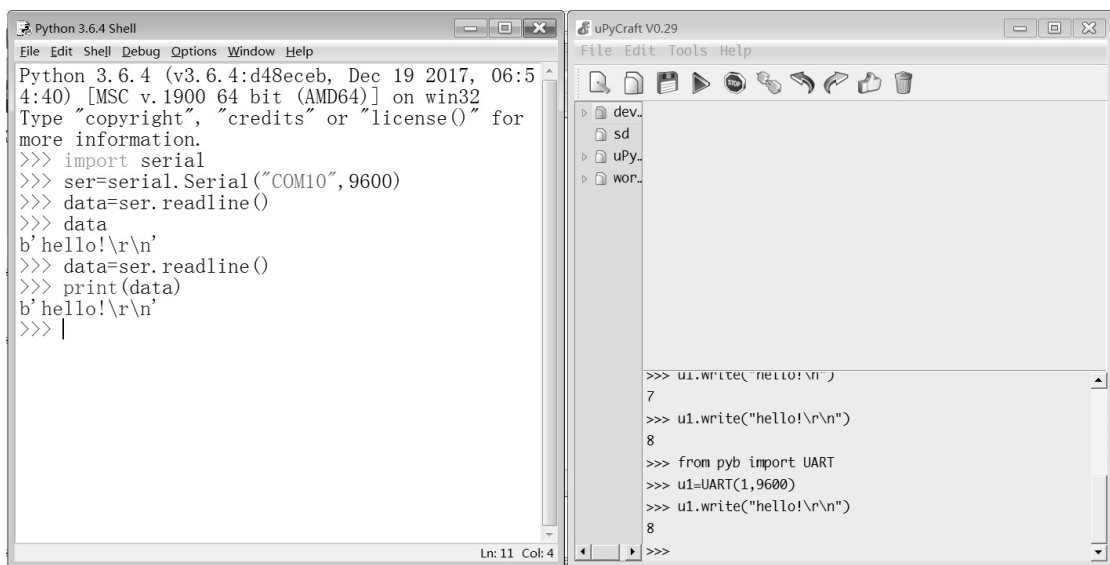 Python 3.6.4 Shell
File Edit Shell Debug Options Window Help
Python 3.6.4 (v3.6.4:d48eceb, Dec 19 2017, 06:5
4:40) [MSC v.1900 64 bit (AMD64)] on win32
Type "copyright", "credits" or "license()" for
more information.
>>> import serial
>>> ser=serial.Serial("COM10",9600)
>>> data=ser.readline()
>>> data
b'hello!\r\n'
>>> data=ser.readline()
>>> print(data)
b'hello!\r\n'
>>>
Ln: 11 Col: 4
uPyCraft V0.29
File Edit Tools Help
STOP
dev..
sd
uPy..
wor..
>>> u1.write("hello!\n")
7
>>> u1.write("hello!\r\n")
8
>>> from pyb import UART
>>> u1=UART(1,9600)
>>> u1.write("hello!\r\n")
8
>>>